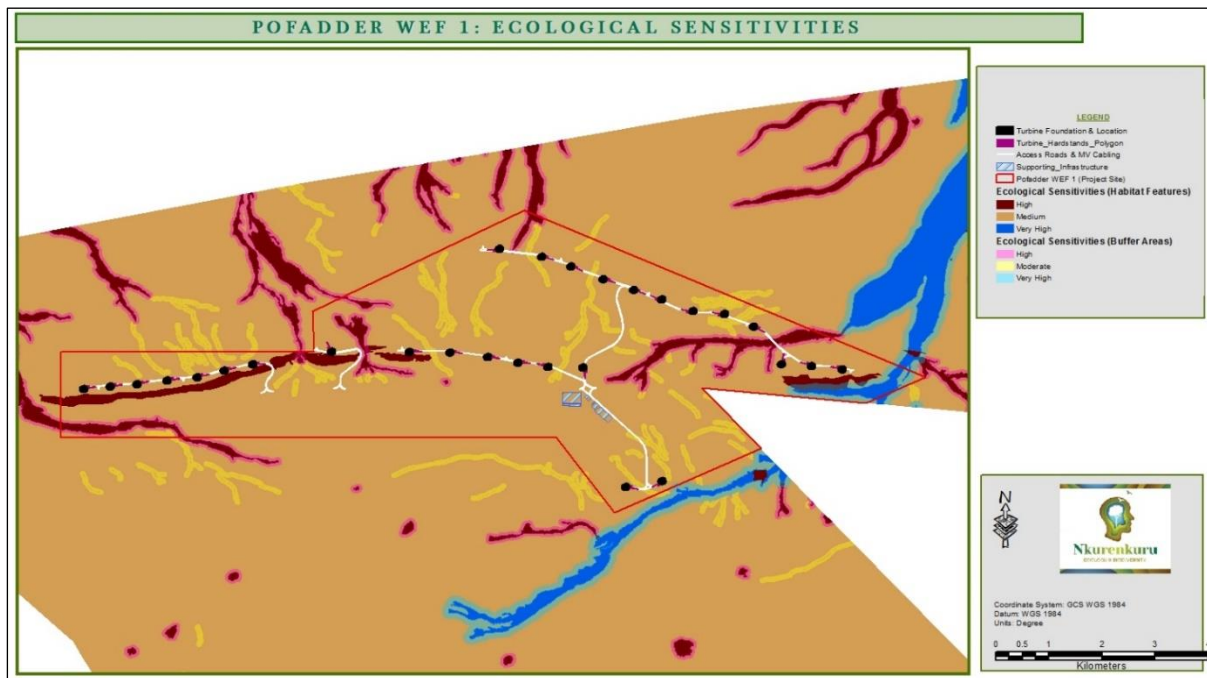 POFADDER WEF 1: ECOLOGICAL SENSITIVITIES
LEGEND
Turbine Foundation & Location
Turbine_Hardstands_Polygon
Access Roads & MV Cabling
Supporting_Infrastructure
Pofadder WEF 1 (Project Site)
Ecological Sensitivities (Habitat Features)
High
Medium
Very High
Ecological Sensitivities (Buffer Areas)
High
Moderate
Very High
N
Nkurenkuru
Coordinate System: GCS WGS 1984
Datum: WGS 1984
Units: Degree
0 0.5 1 2 3 4
Kilometers